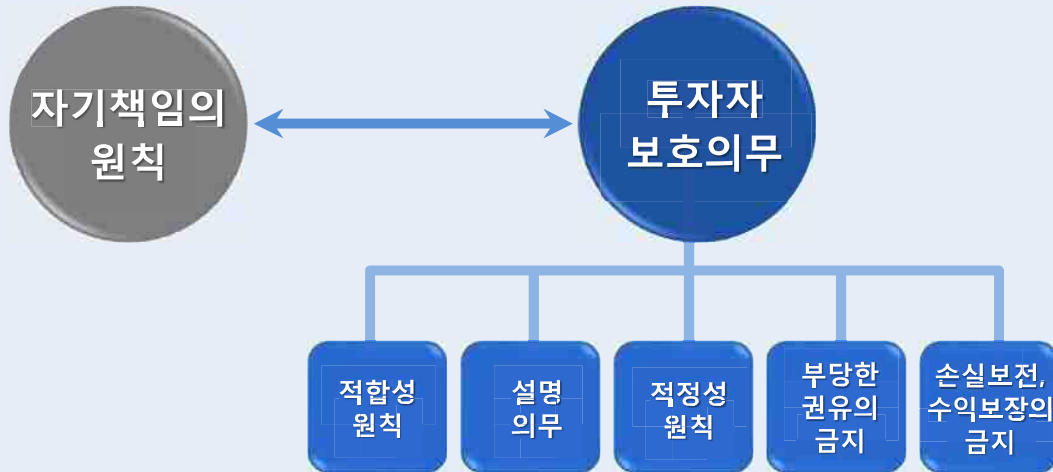 자기책임의
원칙
투자자
보호의무
적합성
원칙
설명
의무
적정성
원칙
부당한
권유의
금지
손실보전,
수익보장의
금지